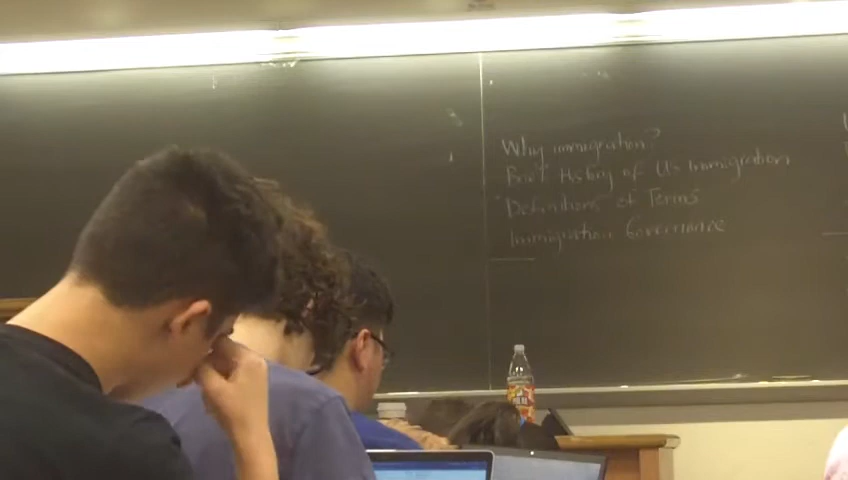 Why immigration?
Brief History of US Immigration
Definitions of Terms
Immigration Governance